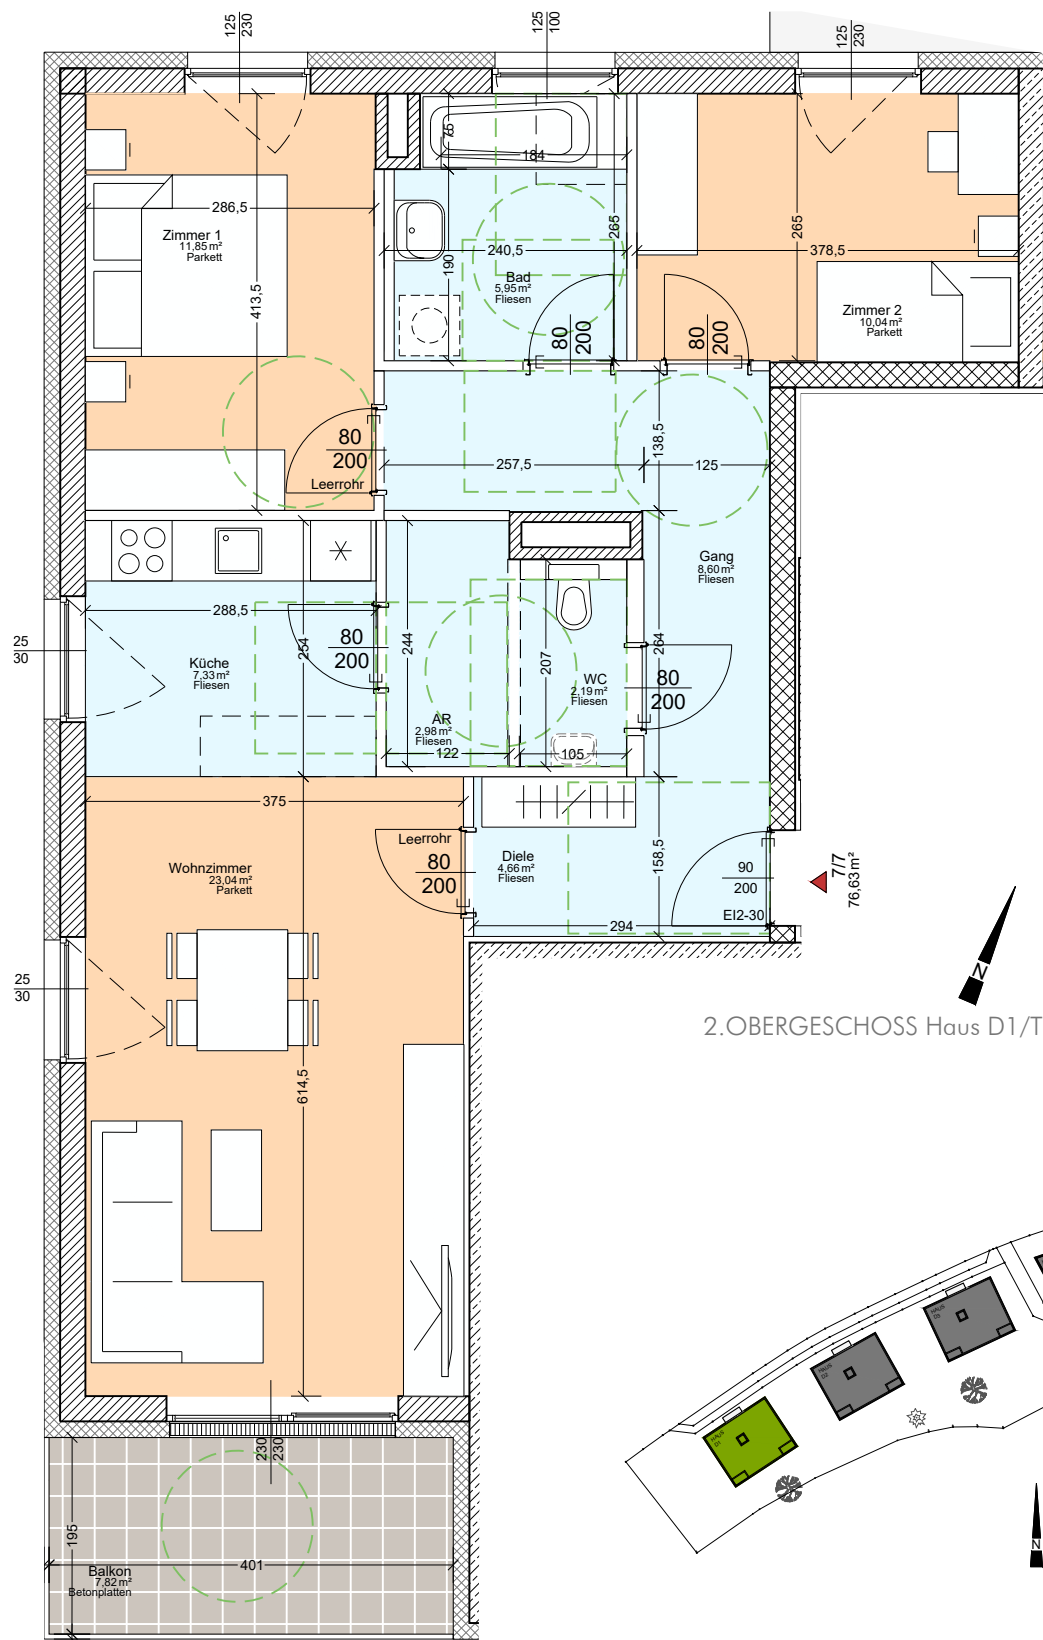 125
230
125
100
125
230
75
184
286,5
Zimmer 1
11,85 m²
Parkett
413,5
190
240,5
265
Bad
5,95 m²
Fliesen
265
378,5
Zimmer 2
10,04 m²
Parkett
80
200
80
200
80
200
Leerrohr
257,5
138,5
125
Gang
8,60 m²
Fliesen
25
30
288,5
254
Küche
7,33 m²
Fliesen
80
200
244
207
264
WC
2,19 m²
Fliesen
80
200
AR
2,98 m²
Fliesen
122
105
375
Leerrohr
80
200
Wohnzimmer
23,04 m²
Parkett
Diele
4,66 m²
Fliesen
158,5
90
200
EI2-30
294
7/7
76,63 m²
25
30
N
2.OBERGESCHOSS Haus D1/T
614,5
230
230
195
401
Balkon
7,82 m²
Betonplatten
HAUS
D1
HAUS
D2
HAUS
D3
N